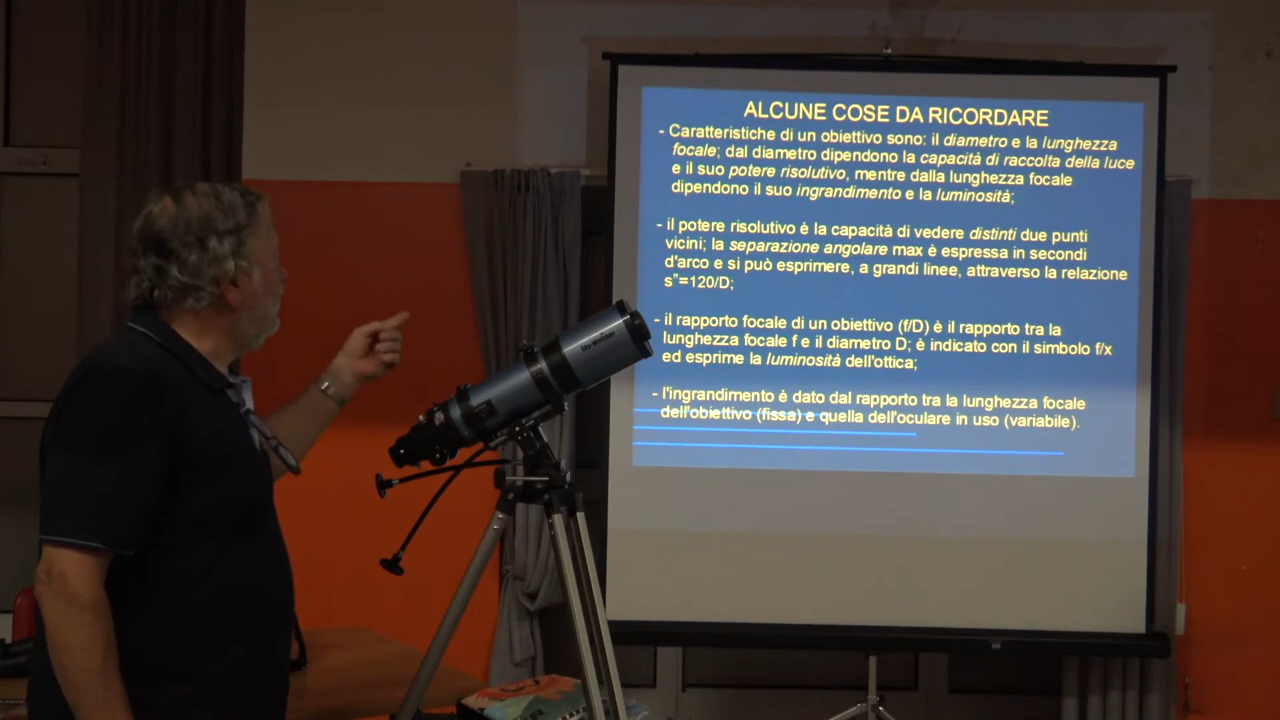 ALCUNE COSE DA RICORDARE
- Caratteristiche di un obiettivo sono: il diametro e la lunghezza
focale; dal diametro dipendono la capacità di raccolta della luce
e il suo potere risolutivo, mentre dalla lunghezza focale
dipendono il suo ingrandimento e la luminosità;
- il potere risolutivo è la capacità di vedere distinti due punti
vicini; la separazione angolare max è espressa in secondi
d'arco e si può esprimere, a grandi linee, attraverso la relazione
s"=120/D;
- il rapporto focale di un obiettivo (f/D) è il rapporto tra la
lunghezza focale f e il diametro D; è indicato con il simbolo f/x
ed esprime la luminosità dell'ottica;
- l'ingrandimento è dato dal rapporto tra la lunghezza focale
dell'obiettivo (fissa) e quella dell'oculare in uso (variabile).
Sky-Watcher